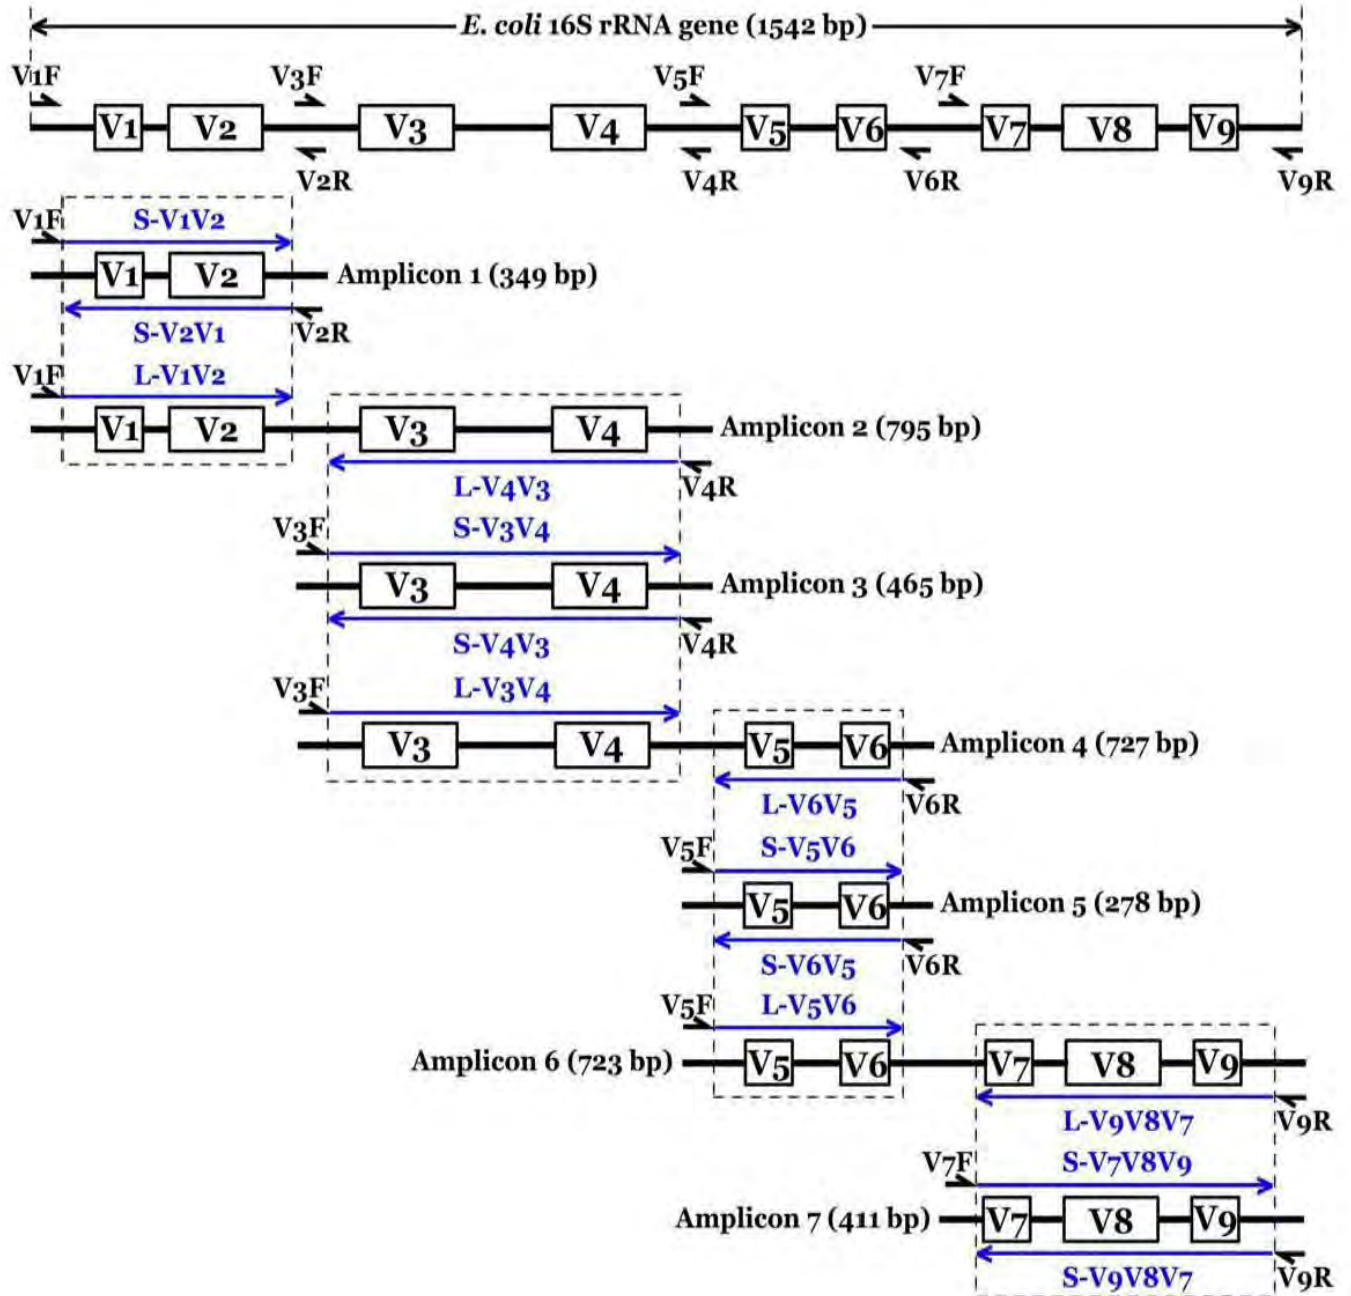 E. coli 16S rRNA gene (1542 bp)
V1F V3F V5F V7F
V1 V2 V3 V4 V5 V6 V7 V8 V9
V2R V4R V6R V9R
V1F S-V1V2
V1 V2 Amplicon 1 (349 bp)
S-V2V1 V2R
V1F L-V1V2
V1 V2 V3 V4 Amplicon 2 (795 bp)
L-V4V3 V4R
V3F S-V3V4
V3 V4 Amplicon 3 (465 bp)
S-V4V3 V4R
V3F L-V3V4
V3 V4 V5 V6 Amplicon 4 (727 bp)
L-V6V5 V6R
V5F S-V5V6
V5 V6 Amplicon 5 (278 bp)
S-V6V5 V6R
V5F L-V5V6
Amplicon 6 (723 bp) V5 V6 V7 V8 V9
L-V9V8V7 V9R
V7F S-V7V8V9
Amplicon 7 (411 bp) V7 V8 V9
S-V9V8V7 V9R